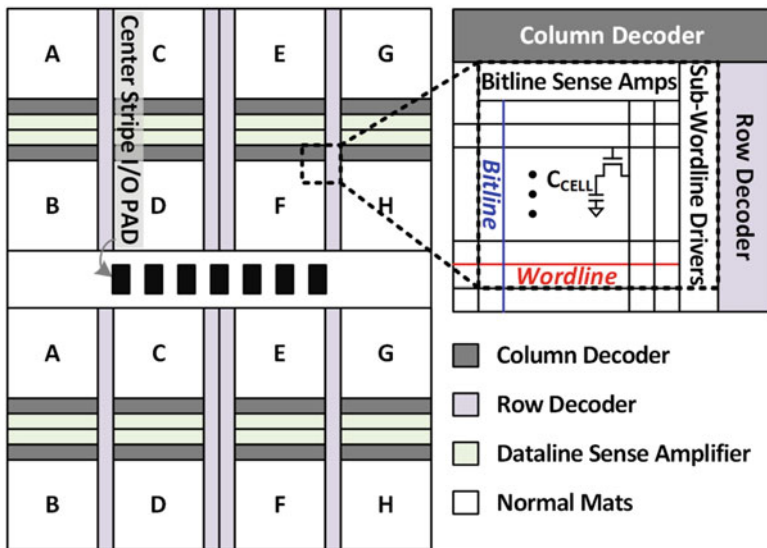 A
C
E
G
Center Stripe I/O PAD
B
D
F
H
A
C
E
G
B
D
F
H
Column Decoder
Bitline Sense Amps
Sub-Wordline Drivers
Row Decoder
Bitline
CCELL
Wordline
Column Decoder
Row Decoder
Dataline Sense Amplifier
Normal Mats